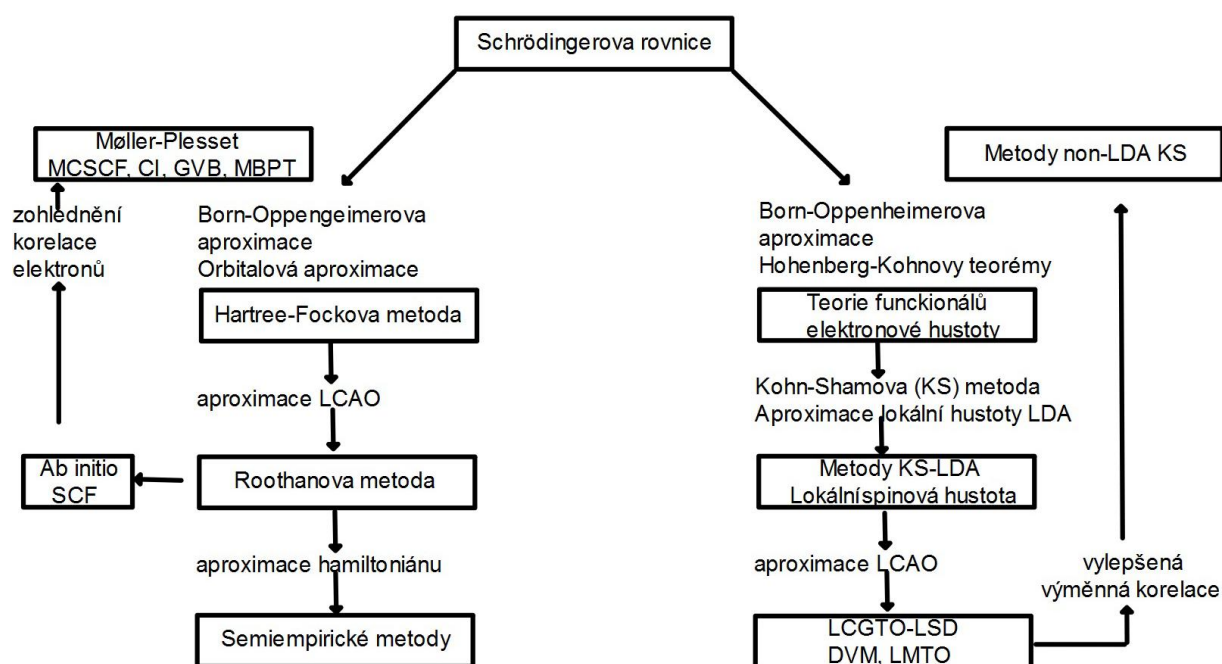 Schrödingerova rovnice
Møller-Plesset
MCSCF, CI, GVB, MBPT
Metody non-LDA KS
zohlednění
korelace
elektronů
Born-Oppengeimerova
aproximace
Orbitalová aproximace
Born-Oppenheimerova
aproximace
Hohenberg-Kohnovy teorémy
Hartree-Fockova metoda
Teorie funckionálů
elektronové hustoty
aproximace LCAO
Kohn-Shamova (KS) metoda
Aproximace lokální hustoty LDA
Ab initio
SCF
Roothanova metoda
Metody KS-LDA
Lokálníspinová hustota
aproximace hamiltoniánu
aproximace LCAO
vylepšená
výměnná korelace
Semiempirické metody
LCGTO-LSD
DVM, LMTO